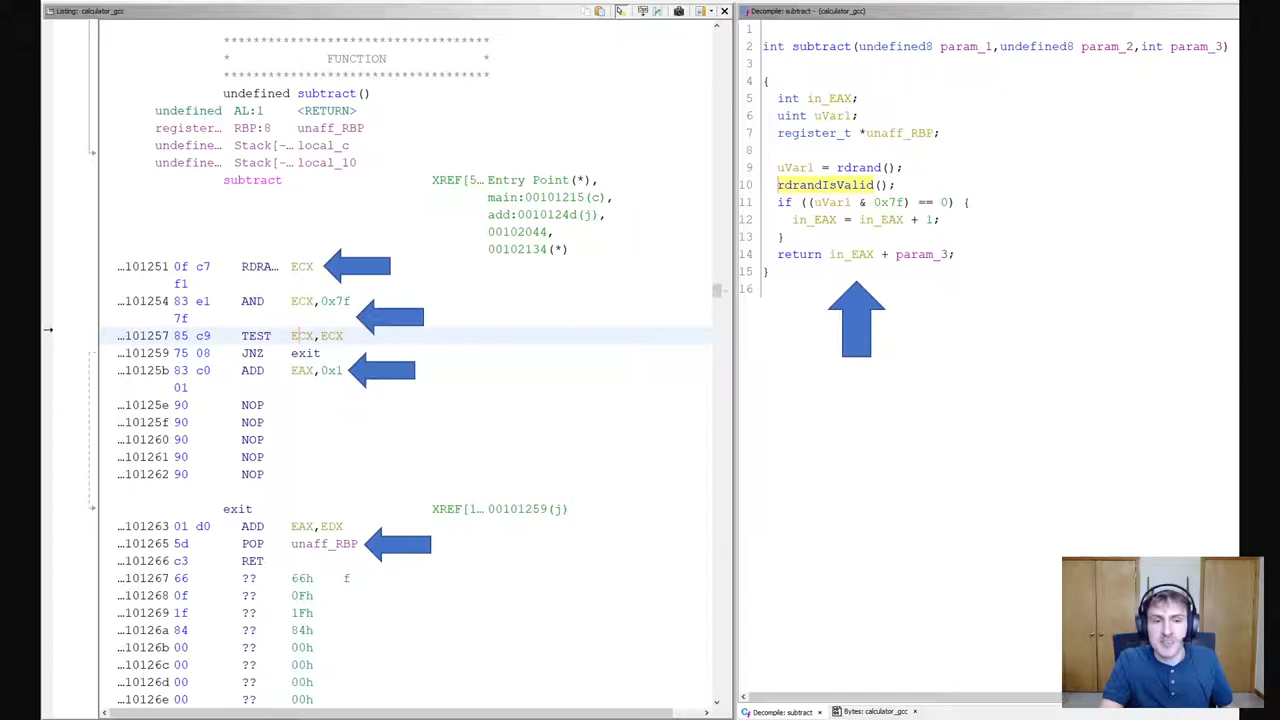 Listing: calculator_gcc
************************************
* FUNCTION *
************************************
undefined subtract()
undefined AL:1 <RETURN>
register… RBP:8 unaff_RBP
undefine… Stack[-… local_c
undefine… Stack[-… local_10
subtract XREF[5… Entry Point(*),
main:00101215(c),
add:0010124d(j),
00102044,
00102134(*)
…101251 0f c7 RDRA… ECX
f1
…101254 83 e1 AND ECX,0x7f
7f
…101257 85 c9 TEST ECX,ECX
…101259 75 08 JNZ exit
…10125b 83 c0 ADD EAX,0x1
01
…10125e 90 NOP
…10125f 90 NOP
…101260 90 NOP
…101261 90 NOP
…101262 90 NOP
exit XREF[1… 00101259(j)
…101263 01 d0 ADD EAX,EDX
…101265 5d POP unaff_RBP
…101266 c3 RET
…101267 66 ?? 66h f
…101268 0f ?? 0Fh
…101269 1f ?? 1Fh
…10126a 84 ?? 84h
…10126b 00 ?? 00h
…10126c 00 ?? 00h
…10126d 00 ?? 00h
…10126e 00 ?? 00h
Decompile: subtract - (calculator_gcc)
1
2 int subtract(undefined8 param_1,undefined8 param_2,int param_3)
3
4 {
5 int in_EAX;
6 uint uVar1;
7 register_t *unaff_RBP;
8
9 uVar1 = rdrand();
10 rdrandIsValid();
11 if ((uVar1 & 0x7f) == 0) {
12 in_EAX = in_EAX + 1;
13 }
14 return in_EAX + param_3;
15 }
16
Decompile: subtract × Bytes: calculator_gcc ×